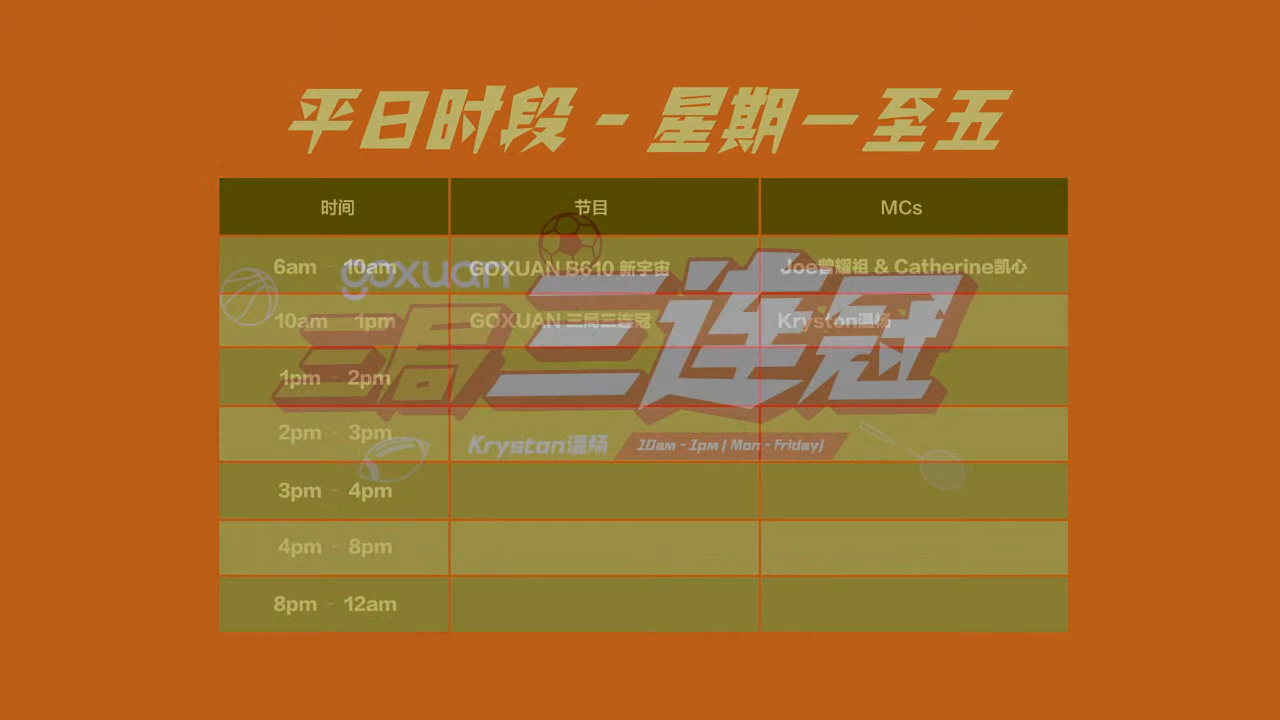 平日时段 - 星期一至五
时间 节目 MCs
6am - 10am GOXUAN B610 新宇宙 Joe曾耀祖 & Catherine凯心
goxuan
10am 1pm GOXUAN 三局三连冠 Kryston温杨
三局三连冠
1pm - 2pm
2pm - 3pm
Kryston温杨 10am - 1pm ( Mon - Friday)
3pm - 4pm
4pm - 8pm
8pm - 12am